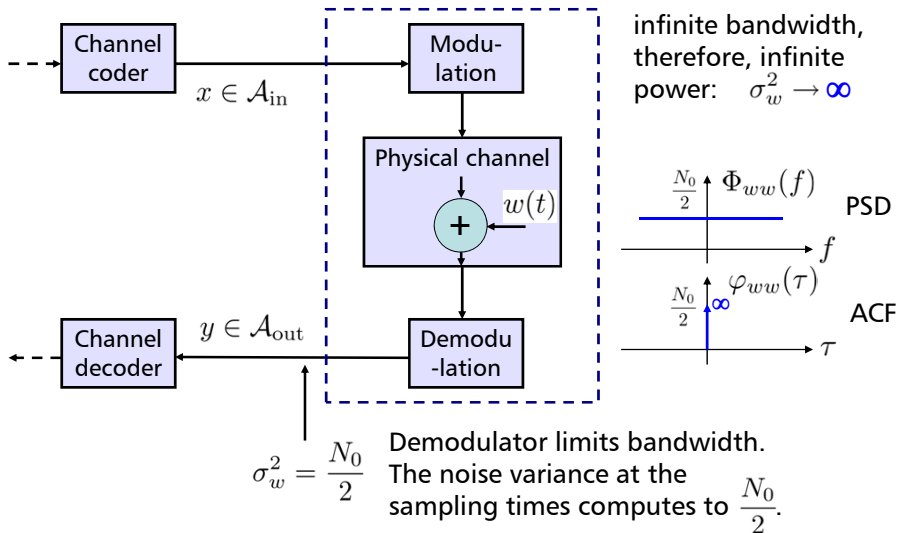 Channel
coder
x ∈ 𝒜_in
Modu-
lation
infinite bandwidth,
therefore, infinite
power: σ_w^2 → ∞
Physical channel
+
w(t)
N_0/2
Φ_ww(f)
PSD
f
N_0/2
∞
φ_ww(τ)
ACF
τ
Channel
decoder
y ∈ 𝒜_out
Demodu
-lation
σ_w^2 = N_0/2
Demodulator limits bandwidth.
The noise variance at the
sampling times computes to N_0/2.